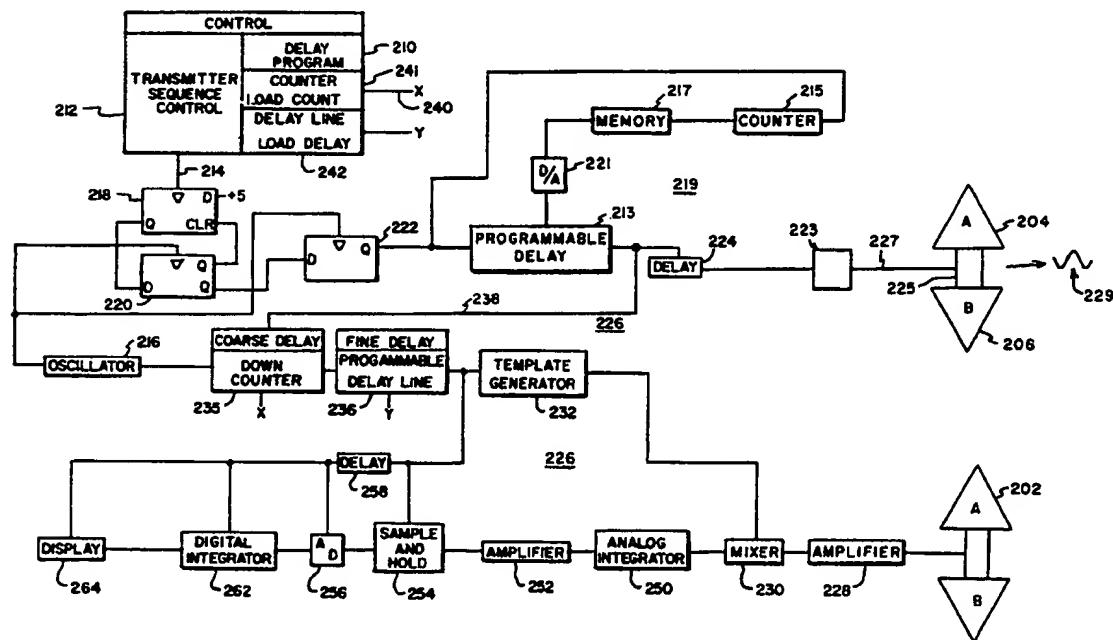 CONTROL
TRANSMITTER
SEQUENCE
CONTROL
DELAY
PROGRAM
COUNTER
LOAD COUNT
DELAY LINE
LOAD DELAY
210
241
X
240
Y
212
242
214
218
D
+5
Q
CLR
D
Q
Q
220
D
Q
222
217
215
MEMORY
COUNTER
D/A
221
219
213
PROGRAMMABLE
DELAY
224
DELAY
223
227
225
A
204
B
206
229
238
226
216
OSCILLATOR
COARSE DELAY
DOWN
COUNTER
235
X
FINE DELAY
PROGAMMABLE
DELAY LINE
236
Y
TEMPLATE
GENERATOR
232
226
DELAY
258
DISPLAY
264
DIGITAL
INTEGRATOR
262
A
D
256
SAMPLE
AND
HOLD
254
AMPLIFIER
252
ANALOG
INTEGRATOR
250
MIXER
230
AMPLIFIER
228
A
202
B